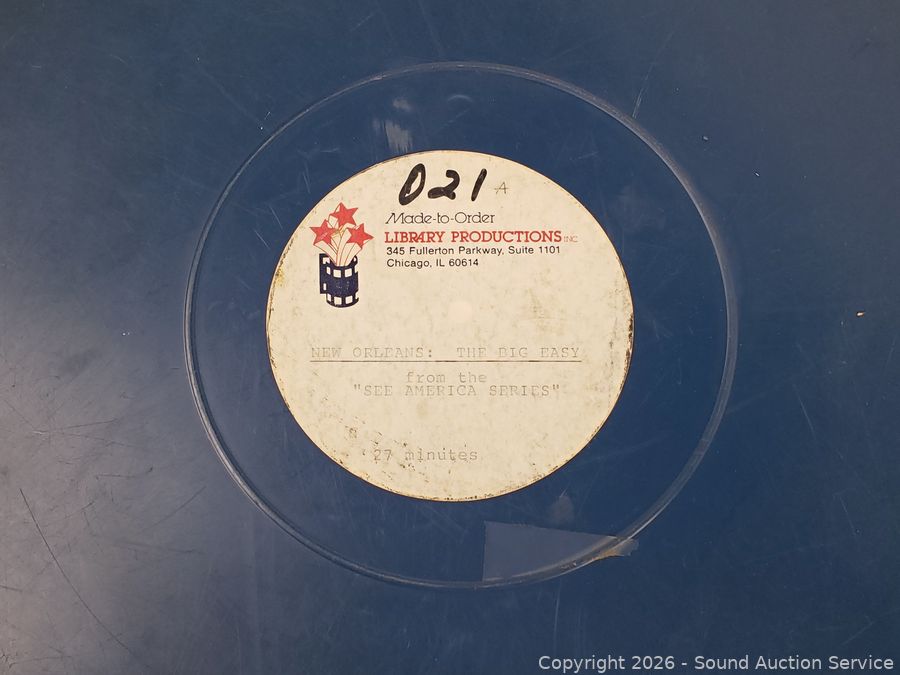 021 A
Made-to-Order
LIBRARY PRODUCTIONS INC
345 Fullerton Parkway, Suite 1101
Chicago, IL 60614
NEW ORLEANS: THE BIG EASY
from the
"SEE AMERICA SERIES"
27 minutes
Copyright 2026 - Sound Auction Service